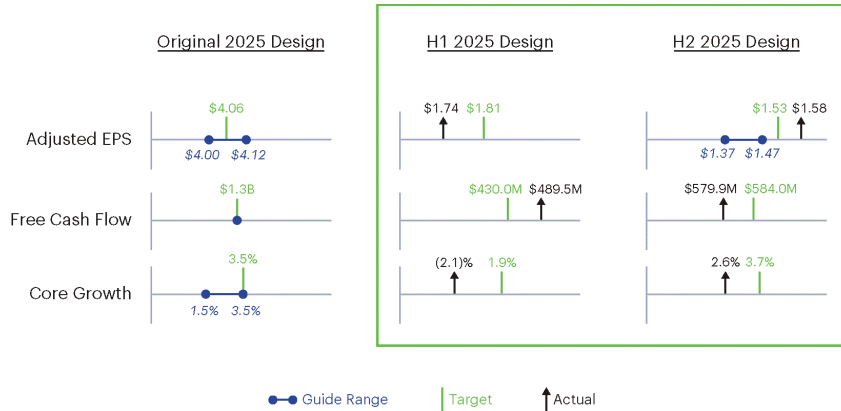 Original 2025 Design
H1 2025 Design
H2 2025 Design
Adjusted EPS
$4.06
$4.00 $4.12
$1.74 $1.81
$1.53 $1.58
$1.37 $1.47
Free Cash Flow
$1.3B
$430.0M $489.5M
$579.9M $584.0M
Core Growth
3.5%
1.5% 3.5%
(2.1)% 1.9%
2.6% 3.7%
Guide Range
Target
Actual